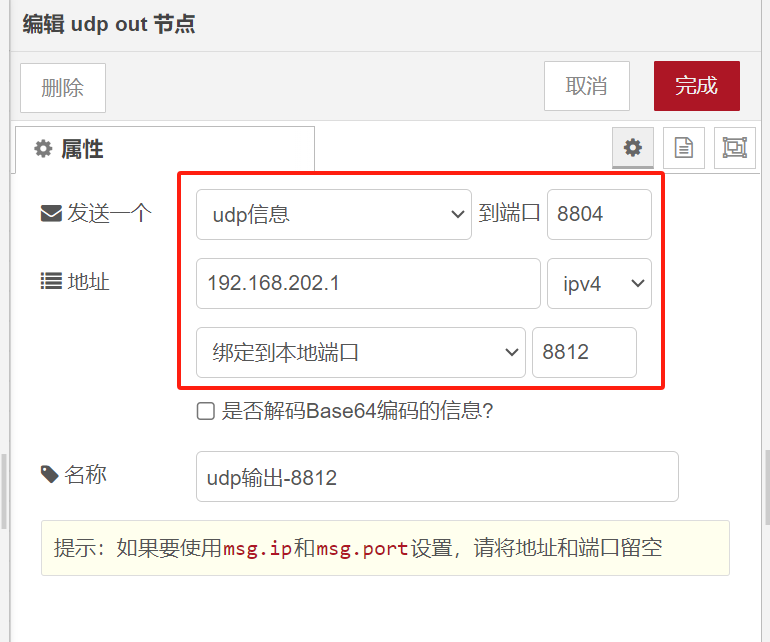 编辑 udp out 节点
删除 取消 完成
属性
发送一个 udp信息 到端口 8804
地址 192.168.202.1 ipv4
绑定到本地端口 8812
是否解码Base64编码的信息?
名称 udp输出-8812
提示：如果要使用msg.ip和msg.port设置，请将地址和端口留空